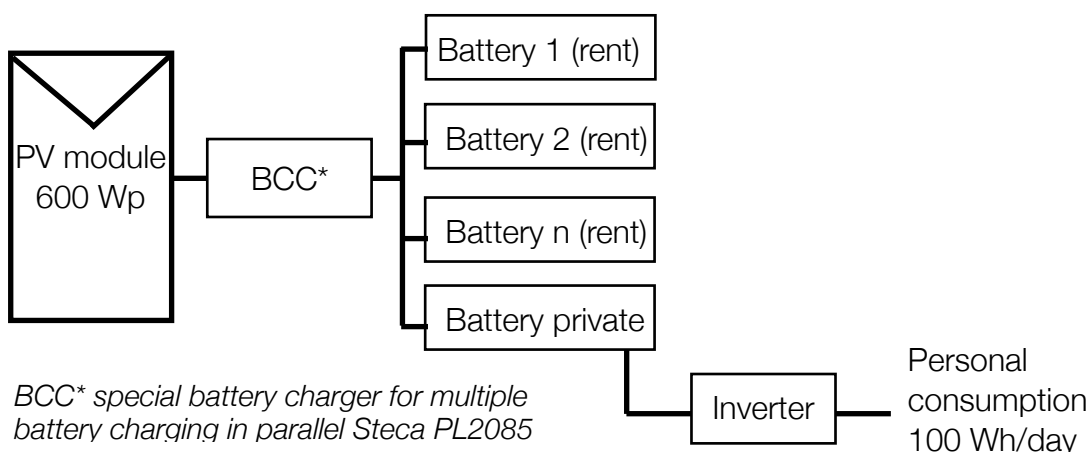 Battery 1 (rent)
PV module
600 Wp
BCC*
Battery 2 (rent)
Battery n (rent)
Battery private
BCC* special battery charger for multiple
battery charging in parallel Steca PL2085
Inverter
Personal
consumption
100 Wh/day